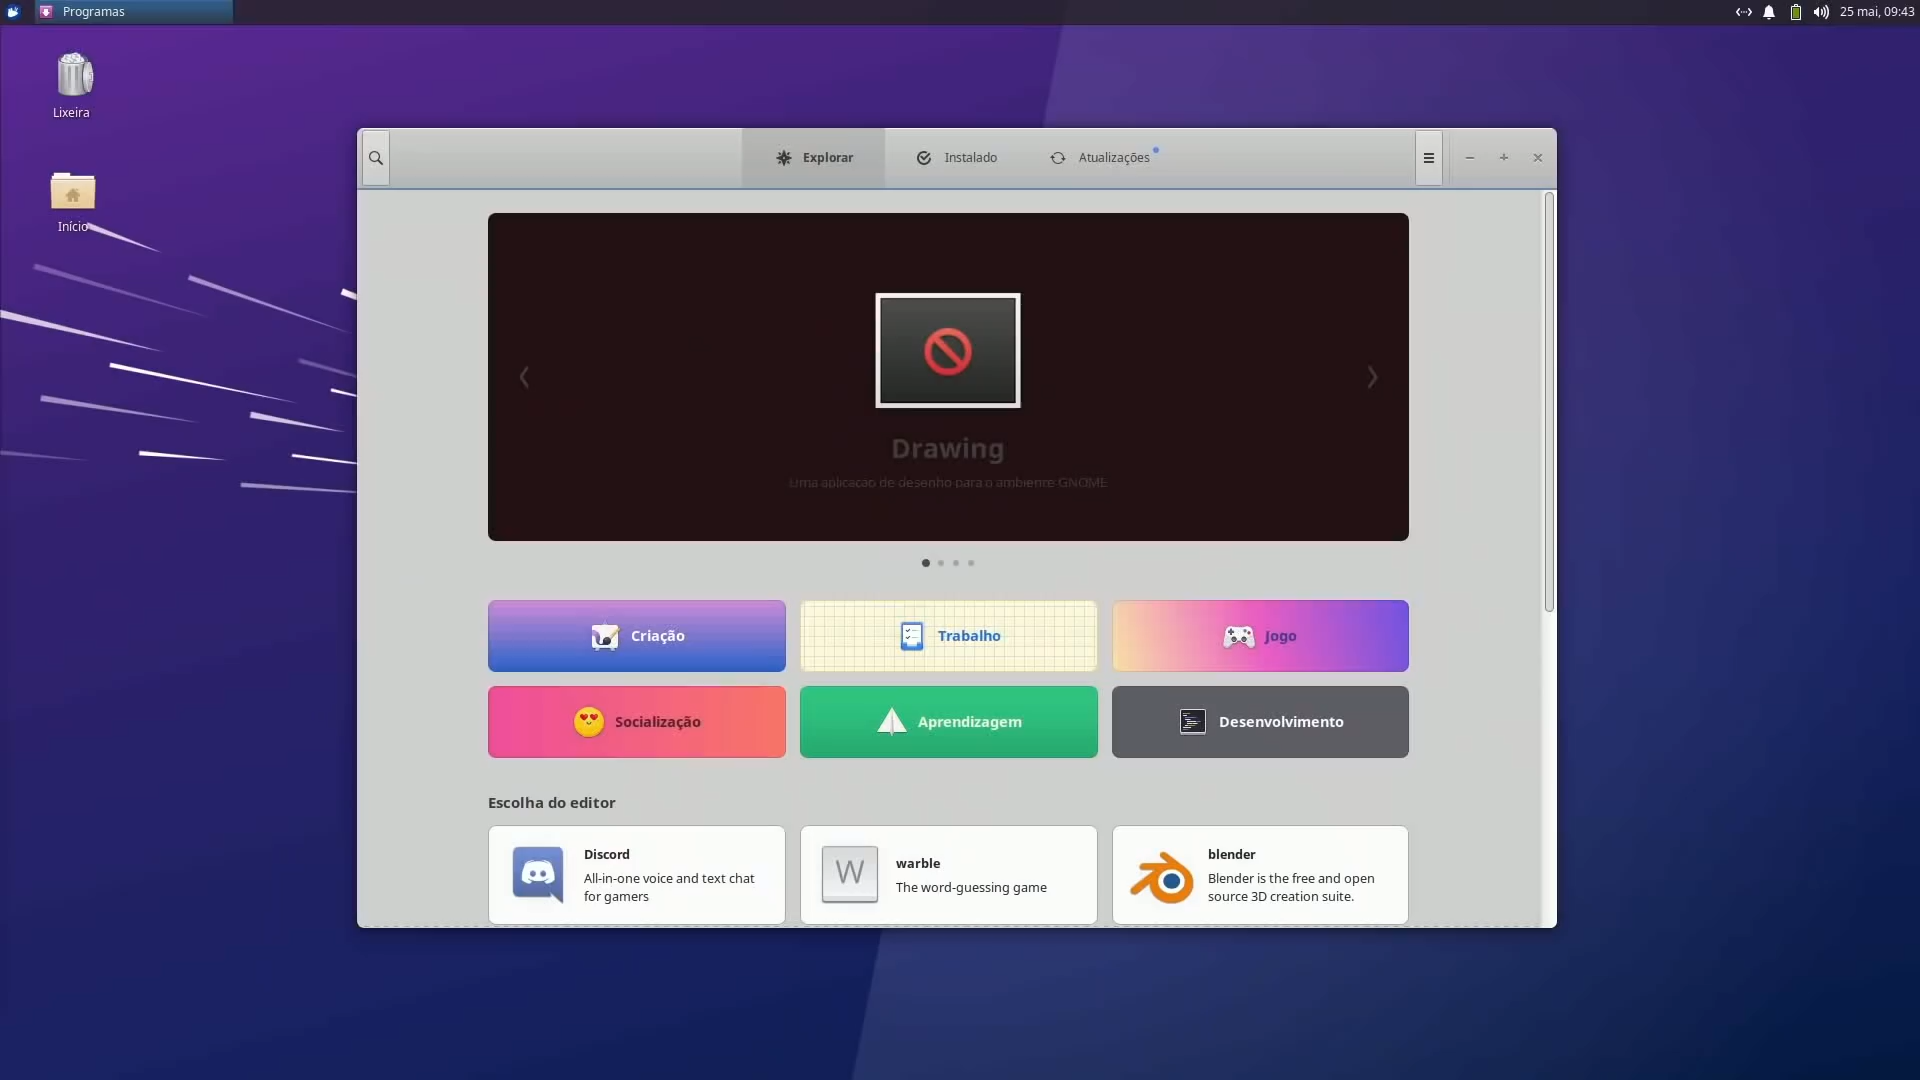 Programas
25 mai, 09:43
Lixeira
Início
Explorar
Instalado
Atualizações
Drawing
Uma aplicação de desenho para o ambiente GNOME
Criação
Trabalho
Jogo
Socialização
Aprendizagem
Desenvolvimento
Escolha do editor
Discord
All-in-one voice and text chat
for gamers
W
warble
The word-guessing game
blender
Blender is the free and open
source 3D creation suite.